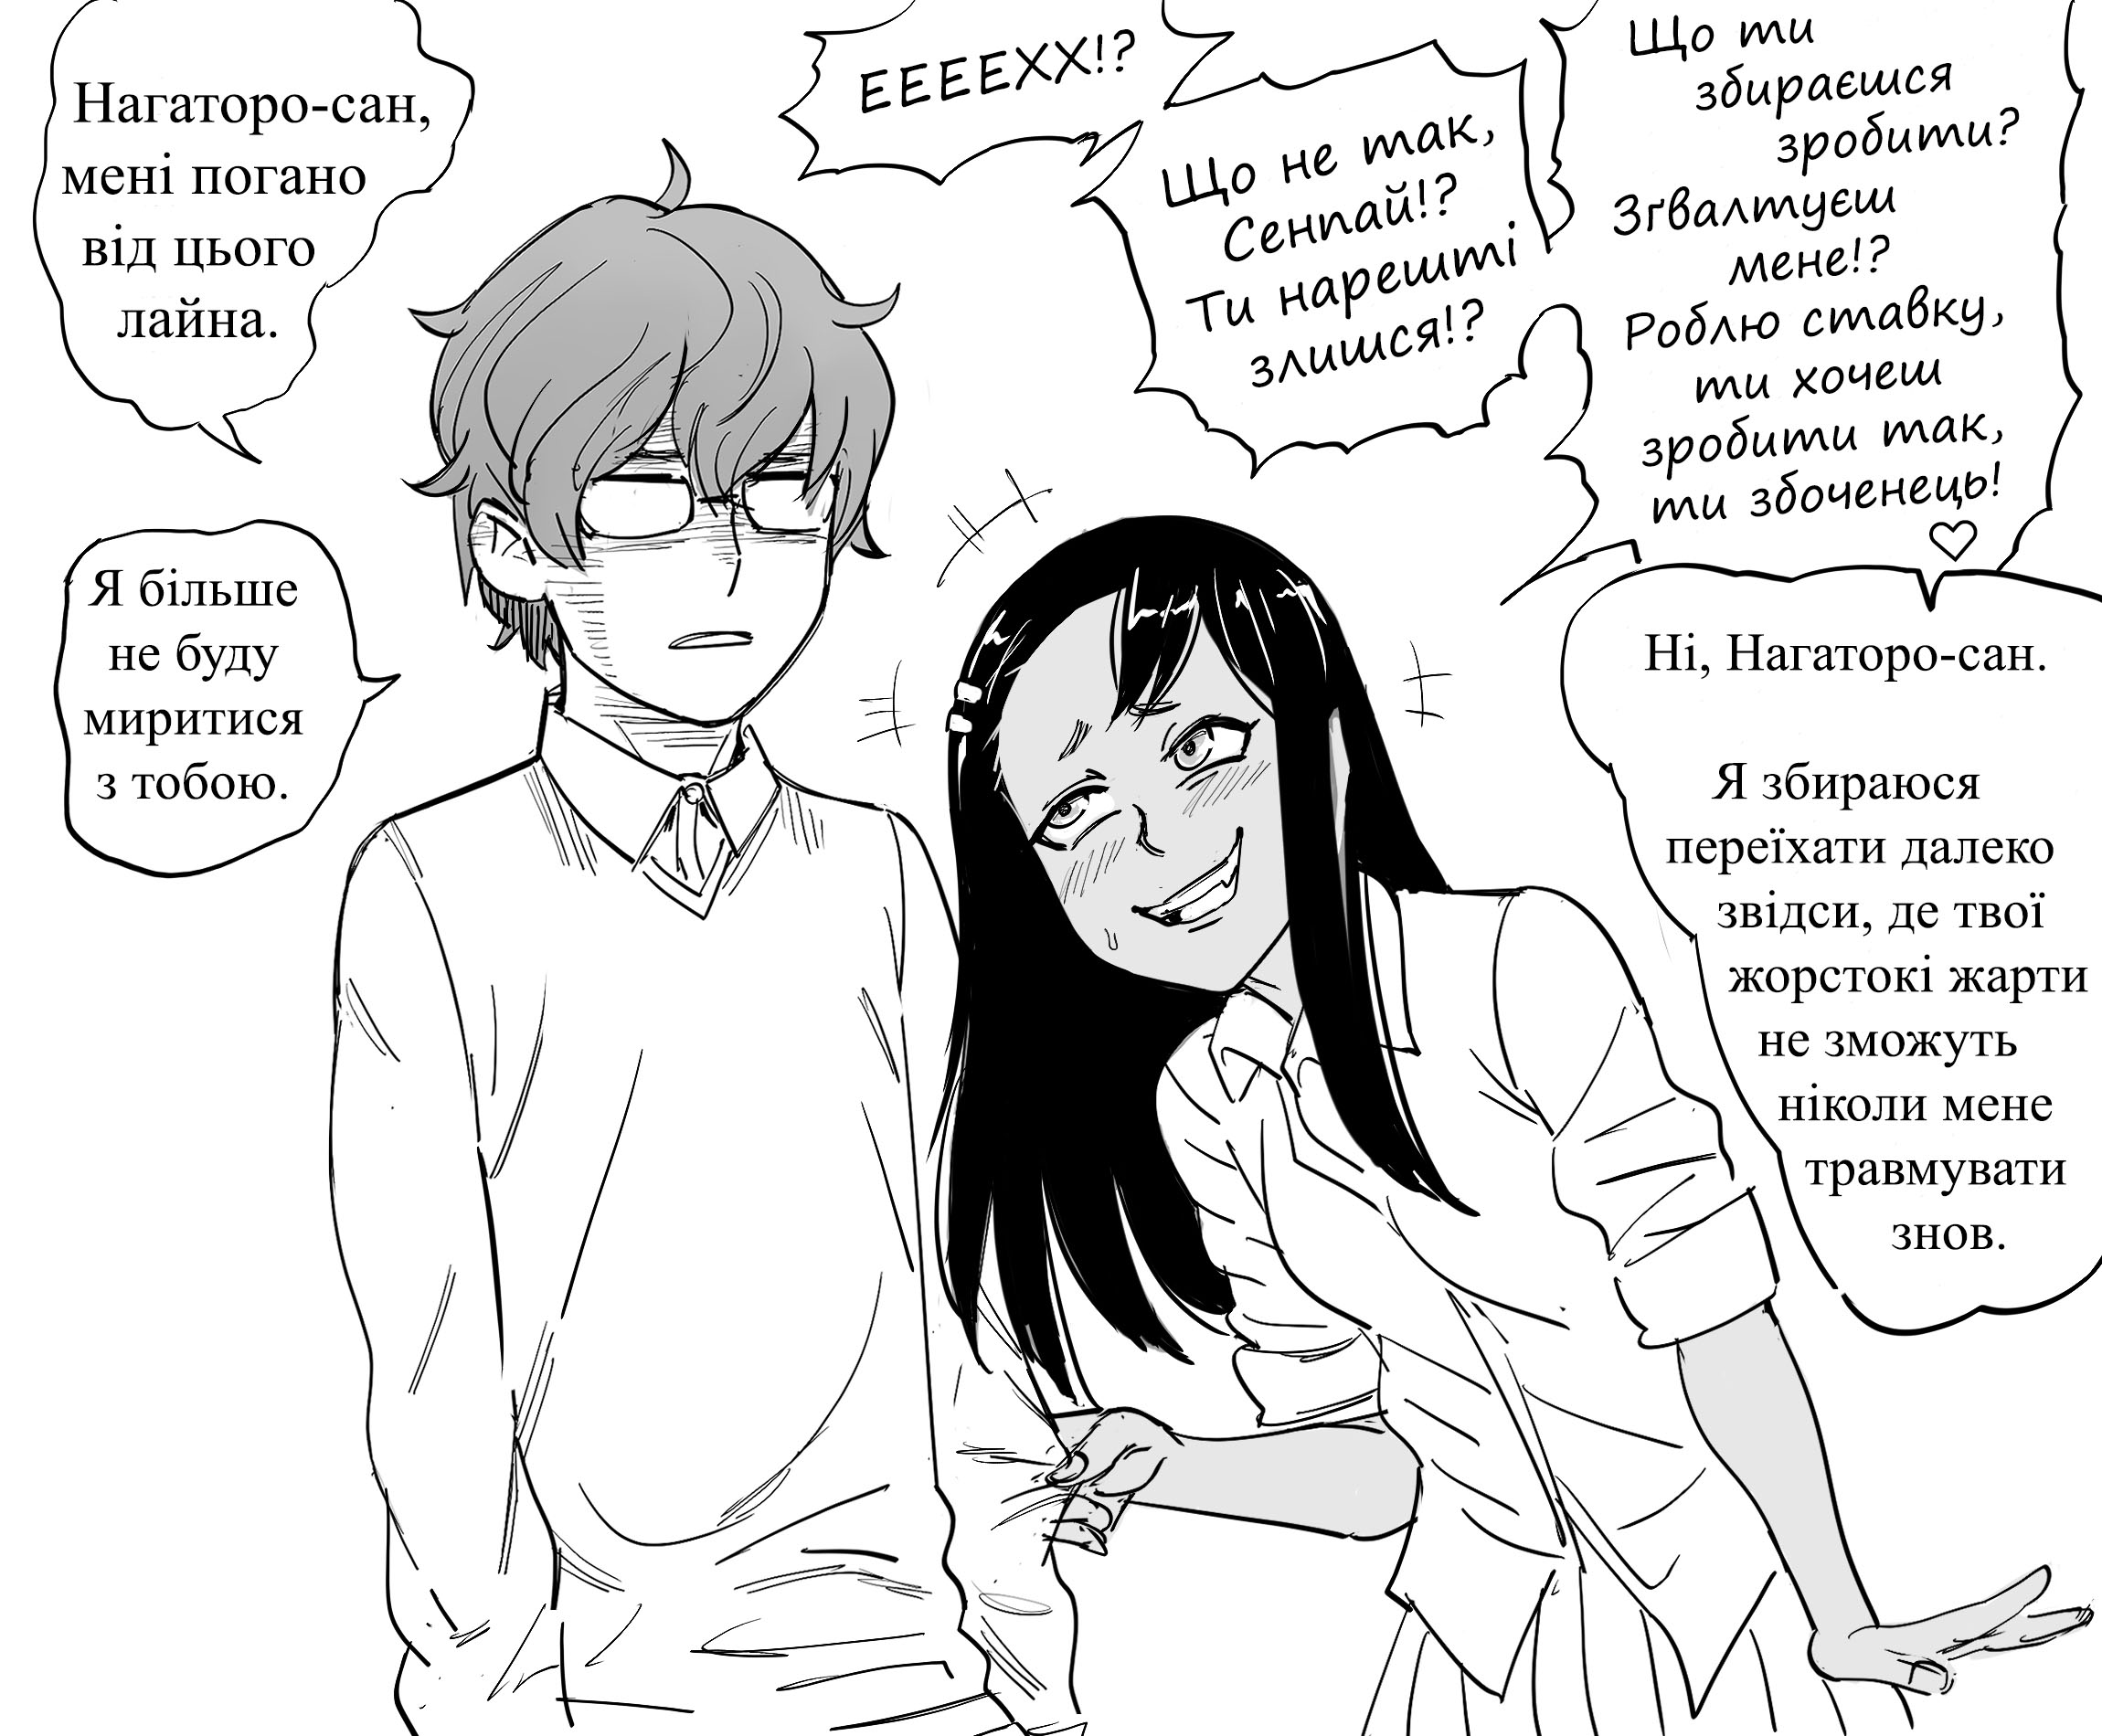 Нагаторо-сан,
мені погано
від цього
лайна.
Я більше
не буду
миритися
з тобою.
ЕЕЕЕХХ!?
Що не так,
Сенпай!?
Ти нарешті
злишся!?
Що ти
збираєшся
зробити?
Зґвалтуєш
мене!?
Роблю ставку,
ти хочеш
зробити так,
ти збоченець!
♡
Ні, Нагаторо-сан.
Я збираюся
переїхати далеко
звідси, де твої
жорстокі жарти
не зможуть
ніколи мене
травмувати
знов.